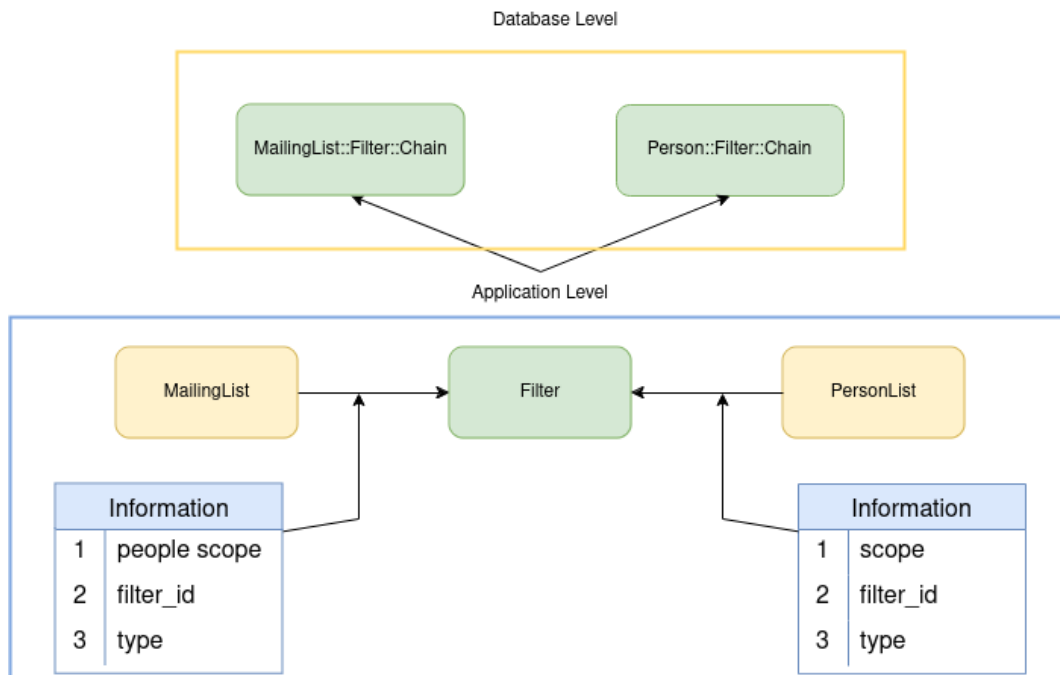 Database Level
MailingList::Filter::Chain
Person::Filter::Chain
Application Level
MailingList
Filter
PersonList
Information
1 people scope
2 filter_id
3 type
Information
1 scope
2 filter_id
3 type